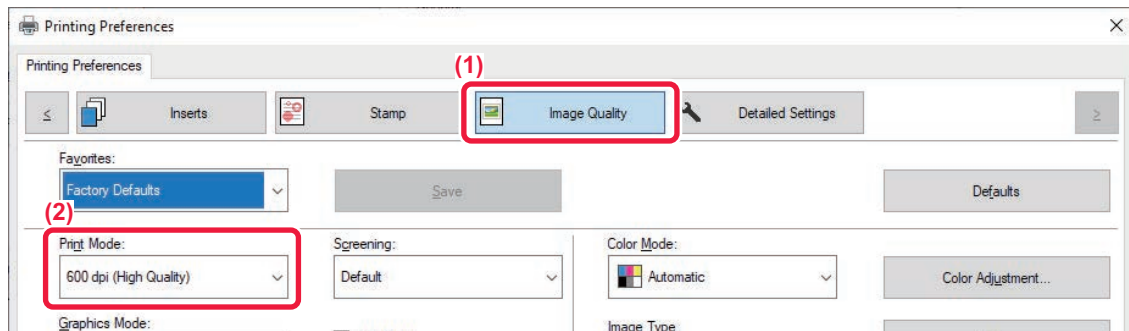 Printing Preferences
Printing Preferences
(1)
≤ Inserts Stamp Image Quality Detailed Settings ≥
Favorites:
Factory Defaults Save Defaults
(2)
Print Mode: Screening: Color Mode:
600 dpi (High Quality) Default Automatic Color Adjustment...
Graphics Mode: Image Type